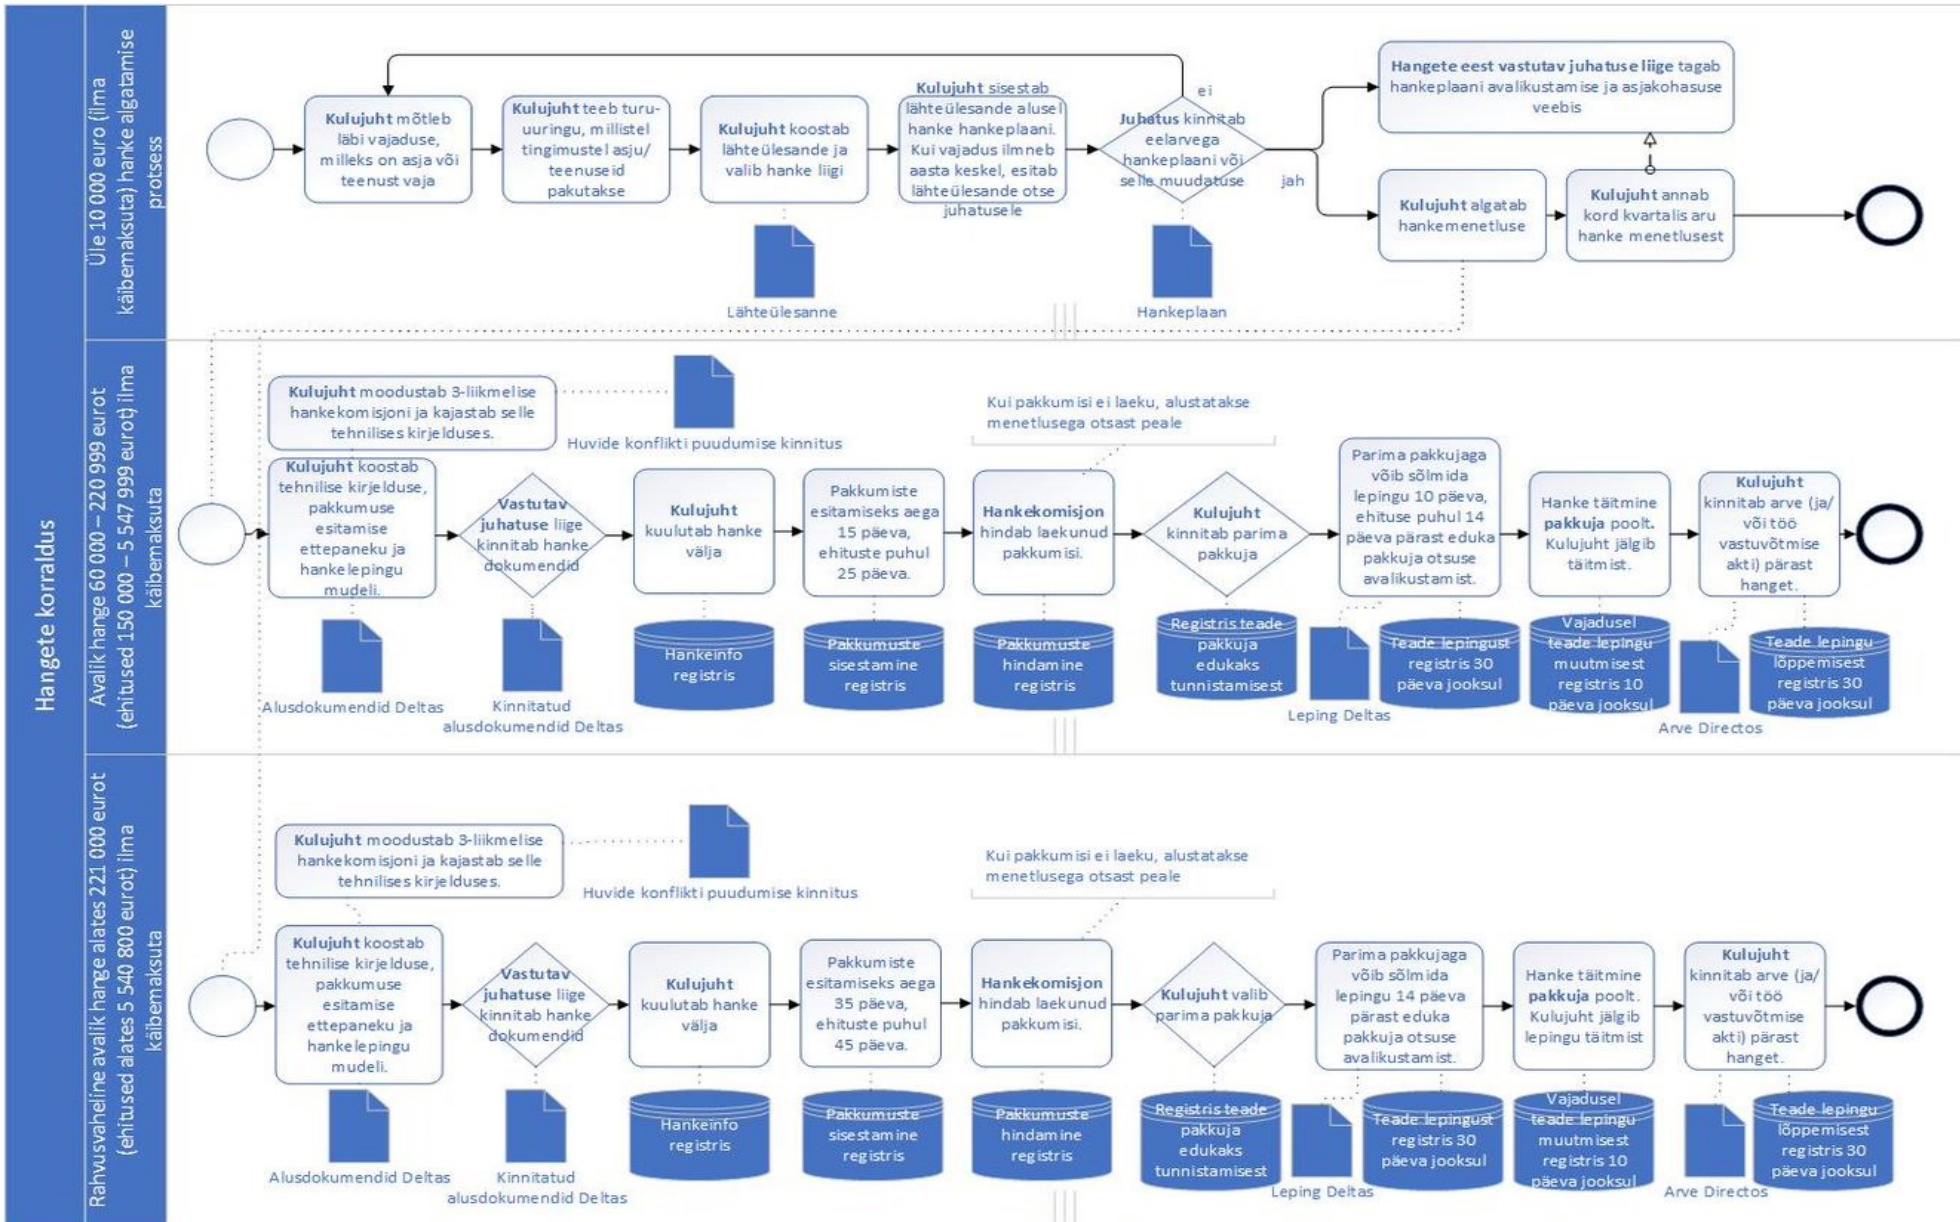 Hangete korraldus
Üle 10 000 euro (ilma
käibemaksuta) hanke algatamise
protsess
Kulujuht mõtleb
läbi vajaduse,
milleks on asja või
teenust vaja
Kulujuht teeb turu-
uuringu, millistel
tingimustel asju/
teenuseid
pakutakse
Kulujuht koostab
lähteülesande ja
valib hanke liigi
Kulujuht sisestab
lähteülesande alusel
hanke hankeplaani.
Kui vajadus ilmneb
aasta keskel, esitab
lähteülesande otse
juhatusele
Juhatus kinnitab
eelarvega
hankeplaani või
selle muudatuse
ei
jah
Hangete eest vastutav juhatuse liige tagab
hankeplaani avalikustamise ja asjakohasuse
veebis
Kulujuht algatab
hankemenetluse
Kulujuht annab
kord kvartalis aru
hanke menetlusest
Lähteülesanne
Hankeplaan
Avalik hange 60 000 – 220 999 eurot
(ehitused 150 000 – 5 547 999 eurot) ilma
käibemaksuta
Kulujuht moodustab 3-liikmelise
hankekomisjoni ja kajastab selle
tehnilises kirjelduses.
Huvide konflikti puudumise kinnitus
Kui pakkumisi ei laeku, alustatakse
menetlusega otsast peale
Kulujuht koostab
tehnilise kirjelduse,
pakkumuse
esitamise
ettepaneku ja
hankelepingu
mudeli.
Vastutav
juhatuse liige
kinnitab hanke
dokumendid
Kulujuht
kuulutab hanke
välja
Pakkumiste
esitamiseks aega
15 päeva,
ehituste puhul
25 päeva.
Hankekomisjon
hindab laekunud
pakkumisi.
Kulujuht
kinnitab parima
pakkuja
Parima pakkujaga
võib sõlmida
lepingu 10 päeva,
ehituse puhul 14
päeva pärast eduka
pakkuja otsuse
avalikustamist.
Hanke täitmine
pakkuja poolt.
Kulujuht jälgib
täitmist.
Kulujuht
kinnitab arve (ja/
või töö
vastuvõtmise
akti) pärast
hanget.
Alusdokumendid Deltas
Kinnitatud
alusdokumendid Deltas
Hankeinfo
registris
Pakkumuste
sisestamine
registris
Pakkumuste
hindamine
registris
Registris teade
pakkuja
edukaks
tunnistamisest
Leping Deltas
Teade lepingust
registris 30
päeva jooksul
Vajadusel
teade lepingu
muutmisest
registris 10
päeva jooksul
Arve Directos
Teade lepingu
lõppemisest
registris 30
päeva jooksul
Rahvusvaheline avalik hange alates 221 000 eurot
(ehitused alates 5 540 800 eurot) ilma
käibemaksuta
Kulujuht moodustab 3-liikmelise
hankekomisjoni ja kajastab selle
tehnilises kirjelduses.
Huvide konflikti puudumise kinnitus
Kui pakkumisi ei laeku, alustatakse
menetlusega otsast peale
Kulujuht koostab
tehnilise kirjelduse,
pakkumuse
esitamise
ettepaneku ja
hankelepingu
mudeli.
Vastutav
juhatuse liige
kinnitab hanke
dokumendid
Kulujuht
kuulutab hanke
välja
Pakkumiste
esitamiseks aega
35 päeva,
ehituste puhul
45 päeva.
Hankekomisjon
hindab laekunud
pakkumisi.
Kulujuht valib
parima pakkuja
Parima pakkujaga
võib sõlmida
lepingu 14 päeva
pärast eduka
pakkuja otsuse
avalikustamist.
Hanke täitmine
pakkuja poolt.
Kulujuht jälgib
lepingu täitmist
Kulujuht
kinnitab arve (ja/
või töö
vastuvõtmise
akti) pärast
hanget.
Alusdokumendid Deltas
Kinnitatud
alusdokumendid Deltas
Hankeinfo
registris
Pakkumuste
sisestamine
registris
Pakkumuste
hindamine
registris
Registris teade
pakkuja
edukaks
tunnistamisest
Leping Deltas
Teade lepingust
registris 30
päeva jooksul
Vajadusel
teade lepingu
muutmisest
registris 10
päeva jooksul
Arve Directos
Teade lepingu
lõppemisest
registris 30
päeva jooksul